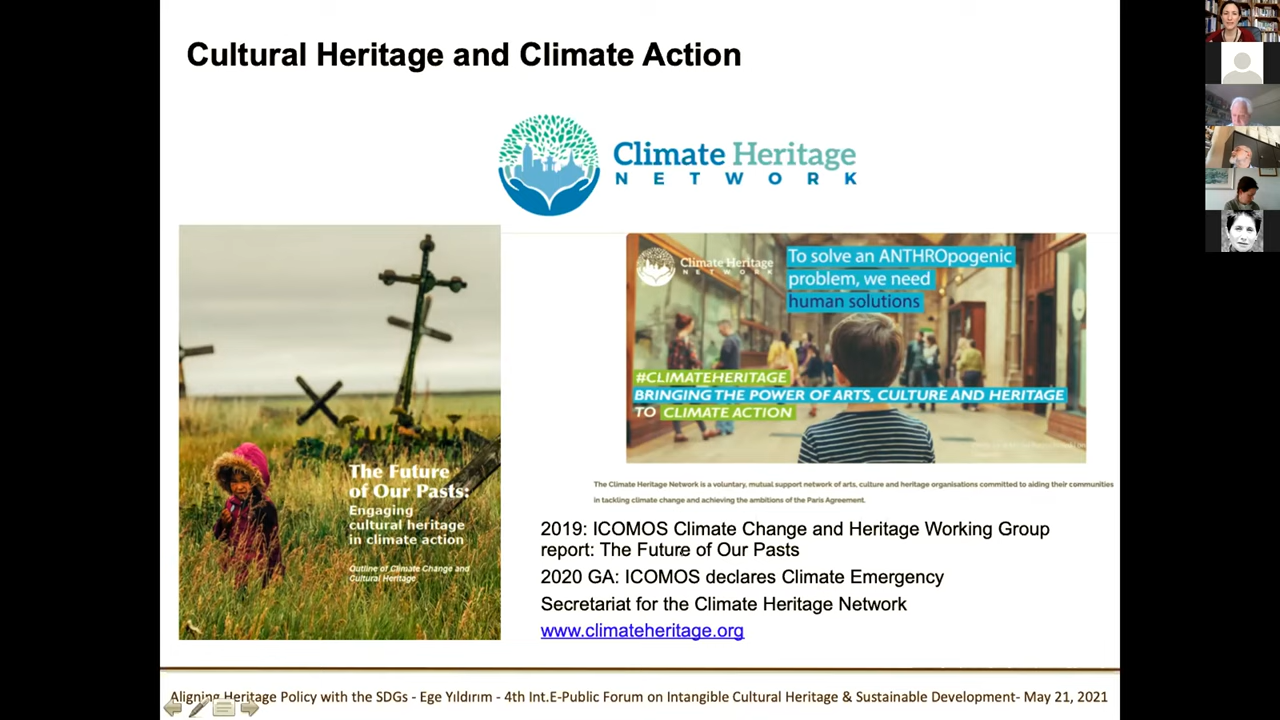 Cultural Heritage and Climate Action
Climate Heritage
NETWORK
The Future
of Our Pasts:
Engaging
cultural heritage
in climate action
Outline of Climate Change and
Cultural Heritage
Climate Heritage
NETWORK
To solve an ANTHROpogenic
problem, we need
human solutions
#CLIMATEHERITAGE
BRINGING THE POWER OF ARTS, CULTURE AND HERITAGE
TO CLIMATE ACTION
The Climate Heritage Network is a voluntary, mutual support network of arts, culture and heritage organisations committed to aiding their communities
in tackling climate change and achieving the ambitions of the Paris Agreement.
2019: ICOMOS Climate Change and Heritage Working Group
report: The Future of Our Pasts
2020 GA: ICOMOS declares Climate Emergency
Secretariat for the Climate Heritage Network
www.climateheritage.org
Aligning Heritage Policy with the SDGs - Ege Yıldırım - 4th Int.E-Public Forum on Intangible Cultural Heritage & Sustainable Development- May 21, 2021